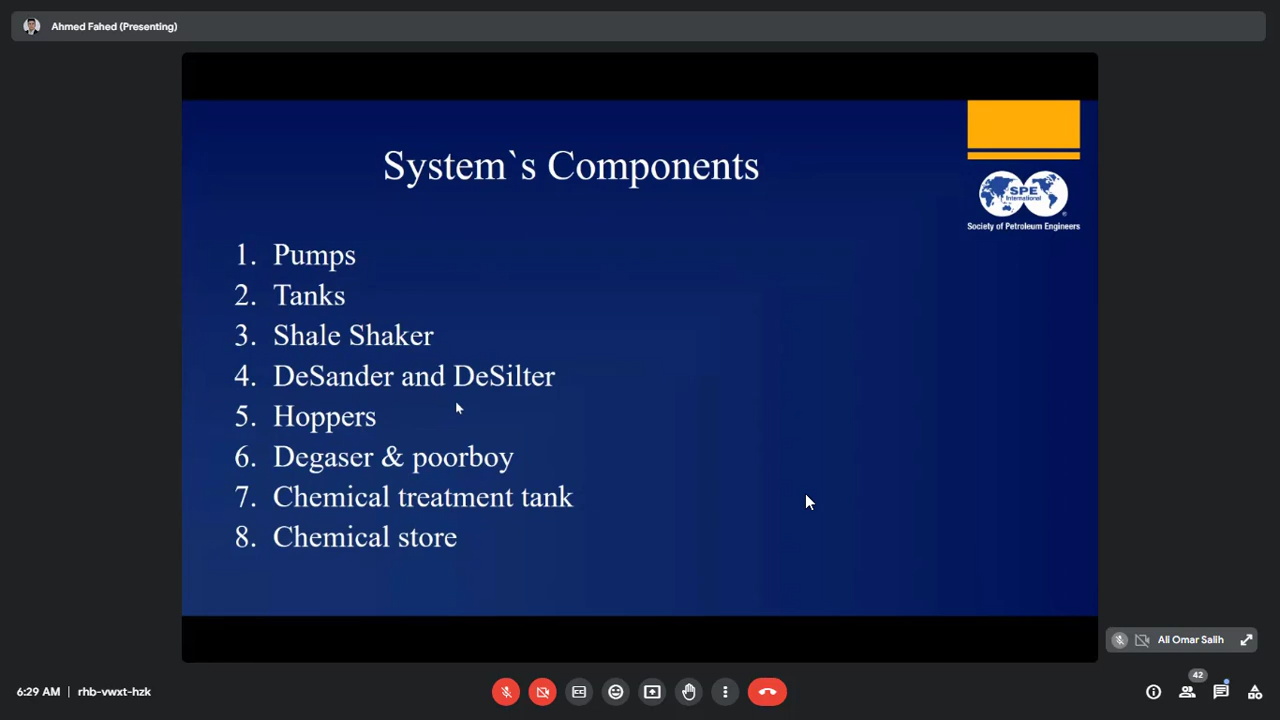 Ahmed Fahed (Presenting)
System`s Components
SPE
International
®
Society of Petroleum Engineers
1. Pumps
2. Tanks
3. Shale Shaker
4. DeSander and DeSilter
5. Hoppers
6. Degaser & poorboy
7. Chemical treatment tank
8. Chemical store
Ali Omar Salih
6:29 AM | rhb-vwxt-hzk
42